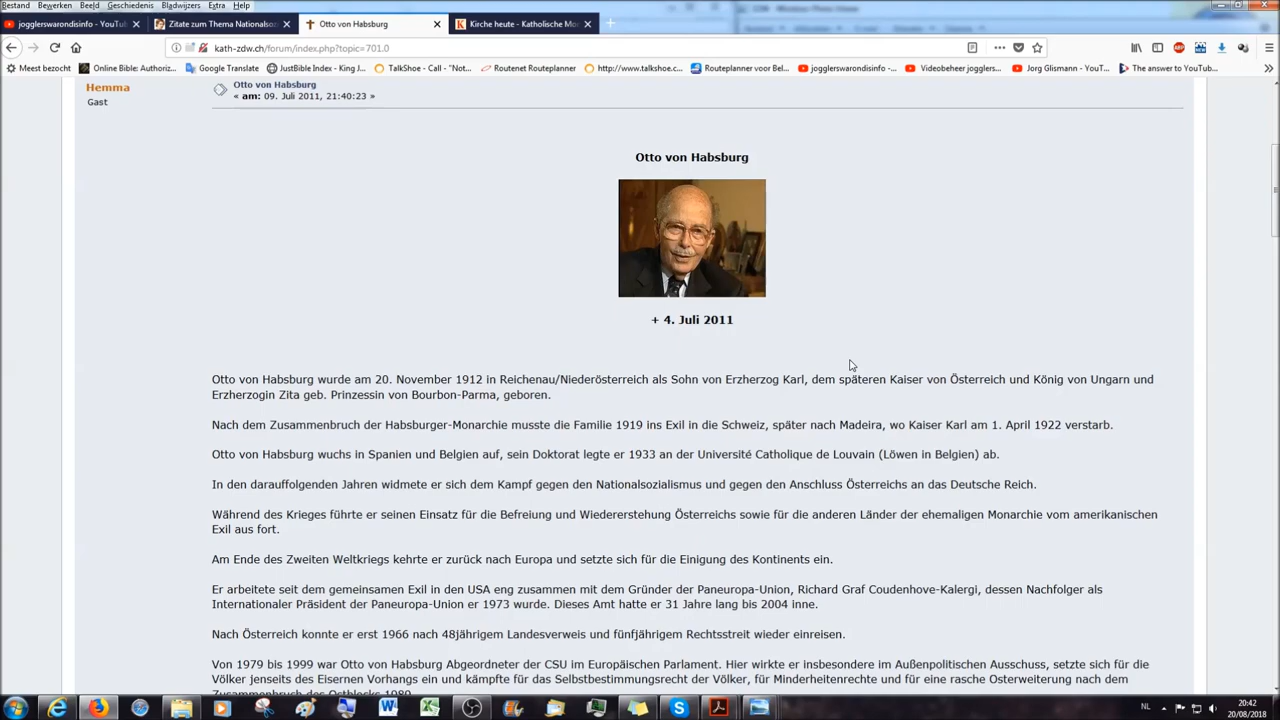 Bestand Bewerken Beeld Geschiedenis Bladwijzers Extra Help
jogglerswarondisinfo - YouTu
Zitate zum Thema Nationalso
Otto von Habsburg
Kirche heute - Katholische Mo
kath-zdw.ch/forum/index.php?topic=701.0
Meest bezocht
Online Bible: Authoriz...
Google Translate
JustBible Index - King J...
TalkShoe - Call - "Not...
Routenet Routeplanner
http://www.talkshoe.c...
Routeplanner voor Bel...
jogglerswarondisinfo -...
Videobeheer jogglers...
Jorg Glismann - YouT...
The answer to YouTub...
Hemma
Gast
Otto von Habsburg
« am: 09. Juli 2011, 21:40:23 »
Otto von Habsburg
+ 4. Juli 2011
Otto von Habsburg wurde am 20. November 1912 in Reichenau/Niederösterreich als Sohn von Erzherzog Karl, dem späteren Kaiser von Österreich und König von Ungarn und
Erzherzogin Zita geb. Prinzessin von Bourbon-Parma, geboren.
Nach dem Zusammenbruch der Habsburger-Monarchie musste die Familie 1919 ins Exil in die Schweiz, später nach Madeira, wo Kaiser Karl am 1. April 1922 verstarb.
Otto von Habsburg wuchs in Spanien und Belgien auf, sein Doktorat legte er 1933 an der Université Catholique de Louvain (Löwen in Belgien) ab.
In den darauffolgenden Jahren widmete er sich dem Kampf gegen den Nationalsozialismus und gegen den Anschluss Österreichs an das Deutsche Reich.
Während des Krieges führte er seinen Einsatz für die Befreiung und Wiedererstehung Österreichs sowie für die anderen Länder der ehemaligen Monarchie vom amerikanischen
Exil aus fort.
Am Ende des Zweiten Weltkriegs kehrte er zurück nach Europa und setzte sich für die Einigung des Kontinents ein.
Er arbeitete seit dem gemeinsamen Exil in den USA eng zusammen mit dem Gründer der Paneuropa-Union, Richard Graf Coudenhove-Kalergi, dessen Nachfolger als
Internationaler Präsident der Paneuropa-Union er 1973 wurde. Dieses Amt hatte er 31 Jahre lang bis 2004 inne.
Nach Österreich konnte er erst 1966 nach 48jährigem Landesverweis und fünfjährigem Rechtsstreit wieder einreisen.
Von 1979 bis 1999 war Otto von Habsburg Abgeordneter der CSU im Europäischen Parlament. Hier wirkte er insbesondere im Außenpolitischen Ausschuss, setzte sich für die
Völker jenseits des Eisernen Vorhangs ein und kämpfte für das Selbstbestimmungsrecht der Völker, für Minderheitenrechte und für eine rasche Osterweiterung nach dem
Zusammenbruch des Ostblocks 1989.
NL
20:42
20/08/2018